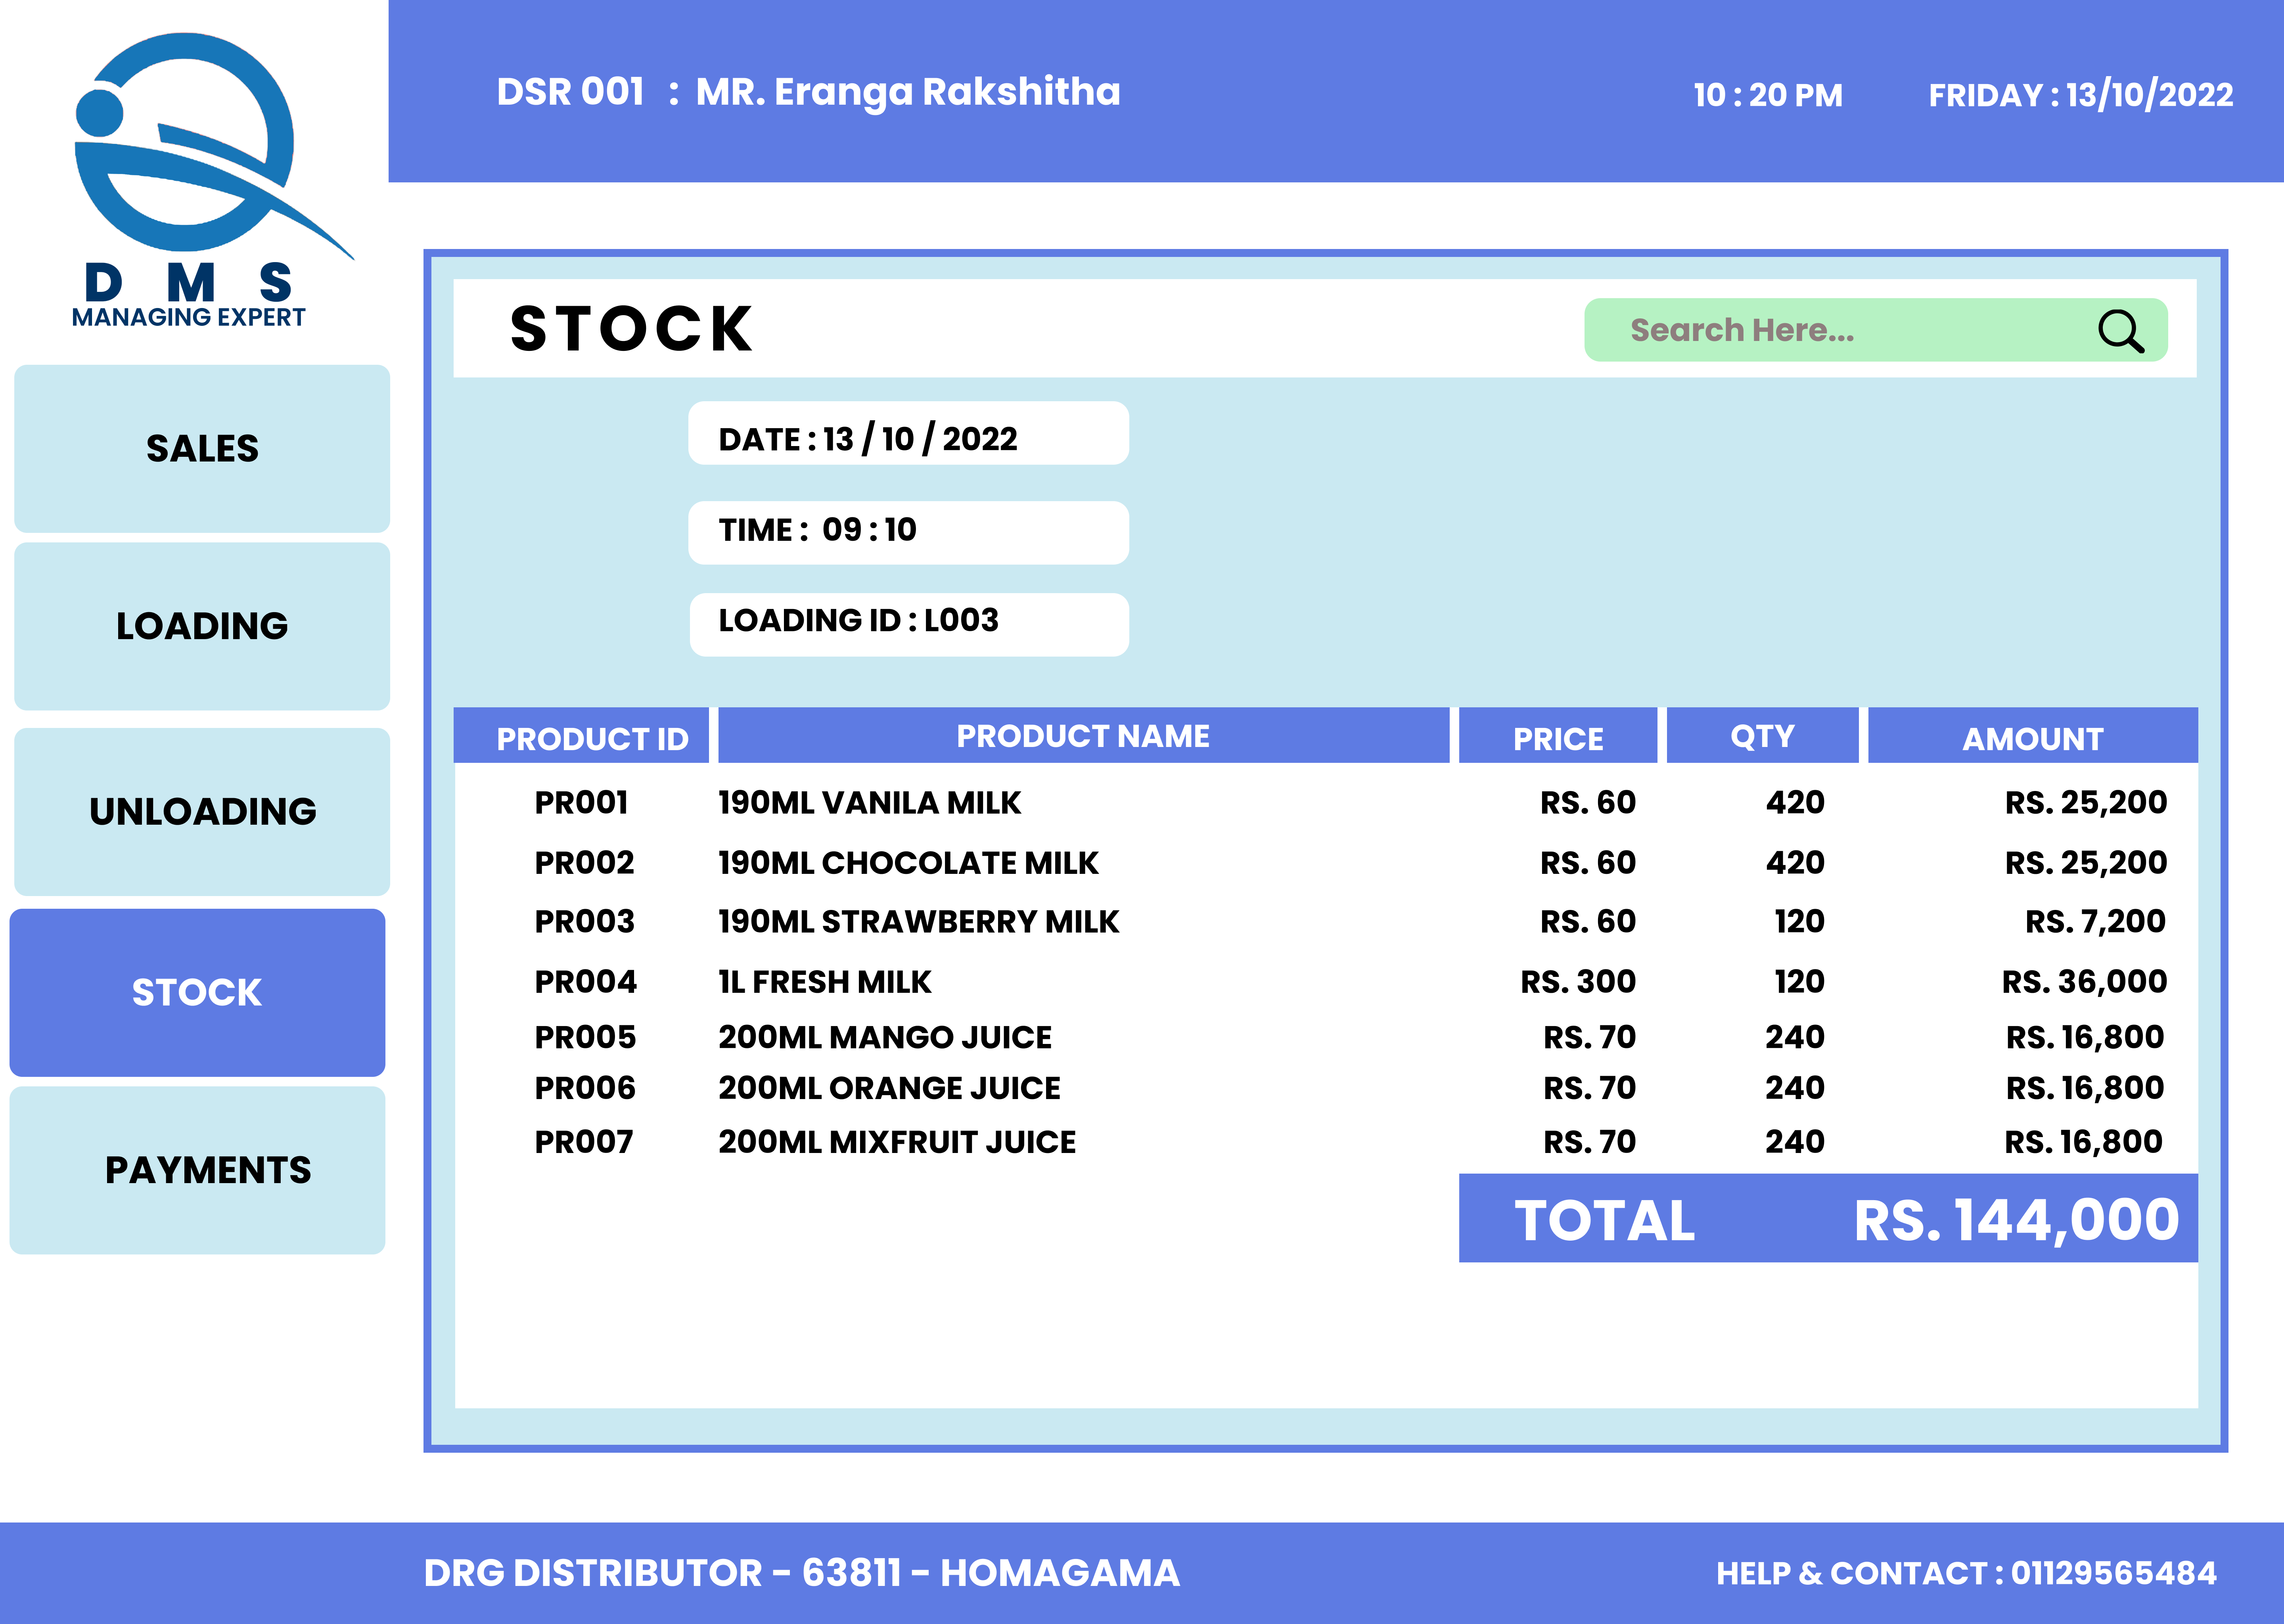 DSR 001 : MR. Eranga Rakshitha
10 : 20 PM
FRIDAY : 13/10/2022
D M S
MANAGING EXPERT
SALES
LOADING
UNLOADING
STOCK
PAYMENTS
STOCK
Search Here...
DATE : 13 / 10 / 2022
TIME : 09 : 10
LOADING ID : L003
PRODUCT ID PRODUCT NAME PRICE QTY AMOUNT
PR001 190ML VANILA MILK RS. 60 420 RS. 25,200
PR002 190ML CHOCOLATE MILK RS. 60 420 RS. 25,200
PR003 190ML STRAWBERRY MILK RS. 60 120 RS. 7,200
PR004 1L FRESH MILK RS. 300 120 RS. 36,000
PR005 200ML MANGO JUICE RS. 70 240 RS. 16,800
PR006 200ML ORANGE JUICE RS. 70 240 RS. 16,800
PR007 200ML MIXFRUIT JUICE RS. 70 240 RS. 16,800
TOTAL RS. 144,000
DRG DISTRIBUTOR - 63811 - HOMAGAMA
HELP & CONTACT : 01129565484